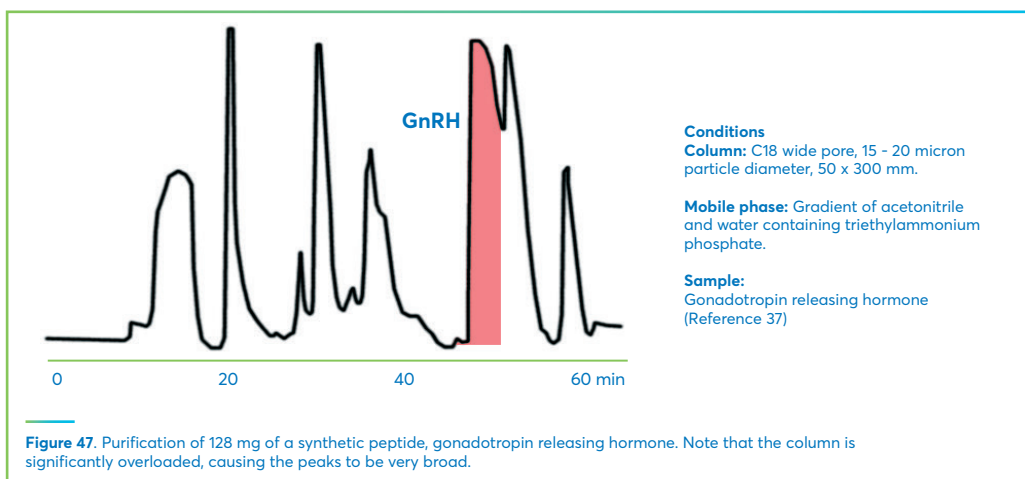 GnRH
Conditions
Column: C18 wide pore, 15 - 20 micron
particle diameter, 50 x 300 mm.
Mobile phase: Gradient of acetonitrile
and water containing triethylammonium
phosphate.
Sample:
Gonadotropin releasing hormone
(Reference 37)
0 20 40 60 min
Figure 47. Purification of 128 mg of a synthetic peptide, gonadotropin releasing hormone. Note that the column is
significantly overloaded, causing the peaks to be very broad.